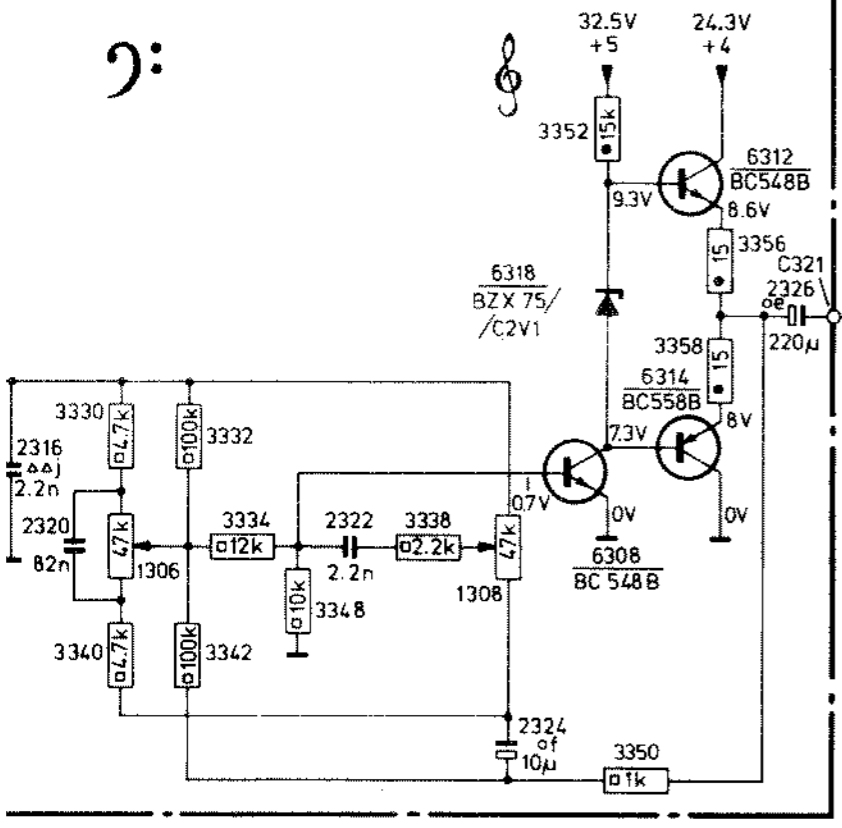 32.5V
+5
24.3V
+4
3352
15k
6312
BC548B
9.3V
8.6V
15
3356
C321
2326
oe
220µ
6318
BZX 75/
/C2V1
3358
15
6314
BC558B
8V
7.3V
0V
3330
4.7k
100k
3332
2316
j
2.2n
2320
82n
47k
1306
3334
12k
2322
2.2n
3338
2.2k
47k
1308
0.7V
0V
6308
BC 548B
10k
3348
3340
4.7k
100k
3342
2324
of
10µ
3350
1k